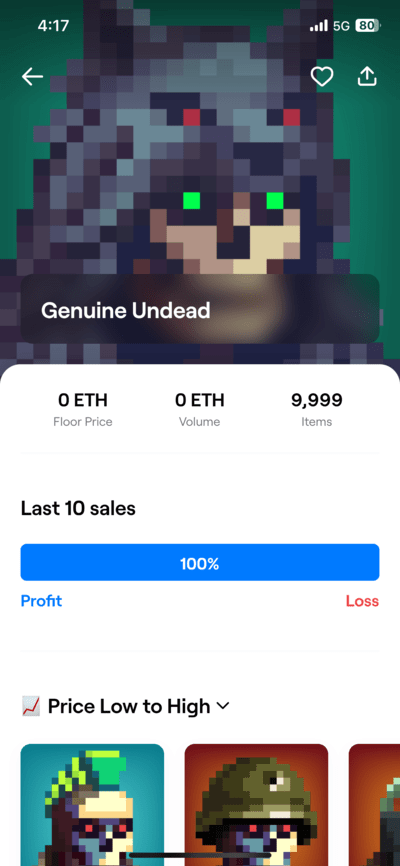 4:17 5G 80
Genuine Undead
0 ETH 0 ETH 9,999
Floor Price Volume Items
Last 10 sales
100%
Profit Loss
Price Low to High